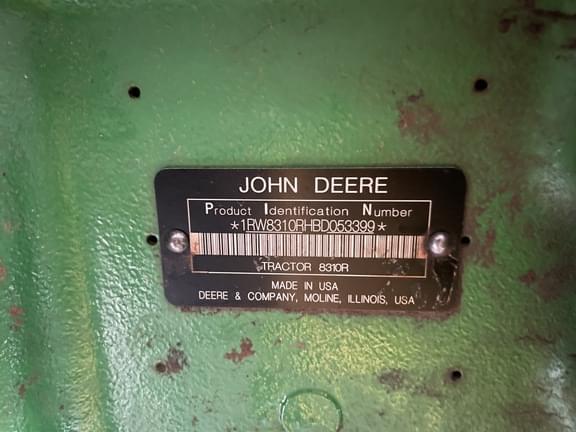 JOHN DEERE
Product Identification Number
*1RW8310RHBD053399*
TRACTOR 8310R
MADE IN USA
DEERE & COMPANY, MOLINE, ILLINOIS, USA